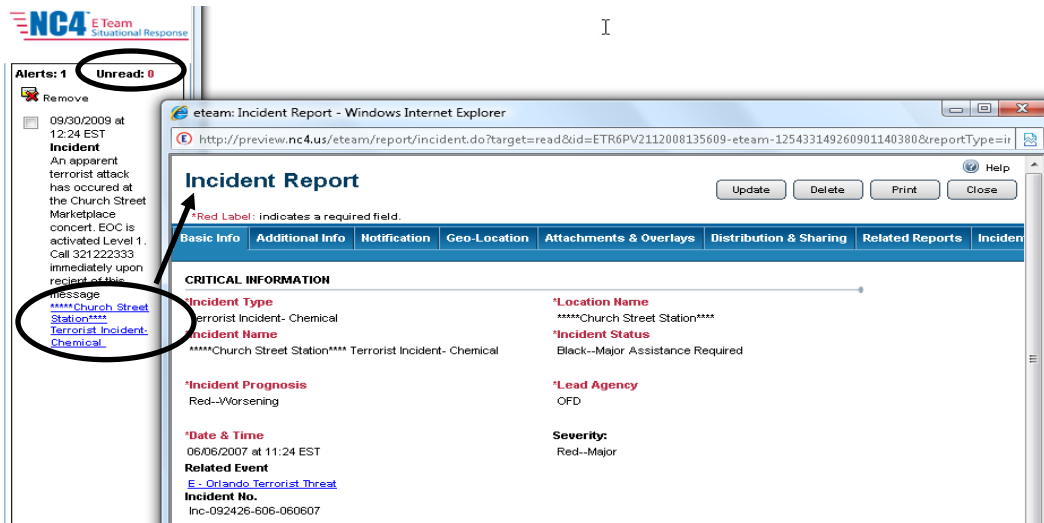 NC4 E Team
Situational Response
Alerts: 1 Unread: 0
Remove
09/30/2009 at
12:24 EST
Incident
An apparent
terrorist attack
has occured at
the Church Street
Marketplace
concert. EOC is
activated Level 1.
Call 321222333
immediately upon
recient of this
message
*****Church Street
Station****
Terrorist Incident-
Chemical
eteam: Incident Report - Windows Internet Explorer
http://preview.nc4.us/eteam/report/incident.do?target=read&id=ETR6PV2112008135609-eteam-125433149260901140380&reportType=ir
Help
Incident Report
Update Delete Print Close
*Red Label: indicates a required field.
Basic Info Additional Info Notification Geo-Location Attachments & Overlays Distribution & Sharing Related Reports Inciden
CRITICAL INFORMATION
*Incident Type *Location Name
Terrorist Incident- Chemical *****Church Street Station****
*Incident Name *Incident Status
*****Church Street Station**** Terrorist Incident- Chemical Black--Major Assistance Required
*Incident Prognosis *Lead Agency
Red--Worsening OFD
*Date & Time Severity:
06/06/2007 at 11:24 EST Red--Major
Related Event
E - Orlando Terrorist Threat
Incident No.
Inc-092426-606-060607